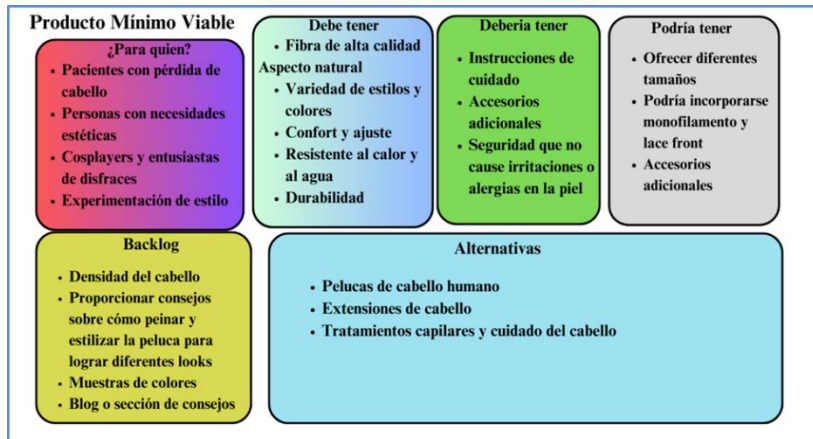 Producto Mínimo Viable
¿Para quien?
• Pacientes con pérdida de
cabello
• Personas con necesidades
estéticas
• Cosplayers y entusiastas
de disfraces
• Experimentación de estilo
Debe tener
• Fibra de alta calidad
Aspecto natural
• Variedad de estilos y
colores
• Confort y ajuste
• Resistente al calor y
al agua
• Durabilidad
Deberia tener
• Instrucciones de
cuidado
• Accesorios
adicionales
• Seguridad que no
cause irritaciones o
alergias en la piel
Podría tener
• Ofrecer diferentes
tamaños
• Podría incorporarse
monofilamento y
lace front
• Accesorios
adicionales
Backlog
• Densidad del cabello
• Proporcionar consejos
sobre cómo peinar y
estilizar la peluca para
lograr diferentes looks
• Muestras de colores
• Blog o sección de consejos
Alternativas
• Pelucas de cabello humano
• Extensiones de cabello
• Tratamientos capilares y cuidado del cabello